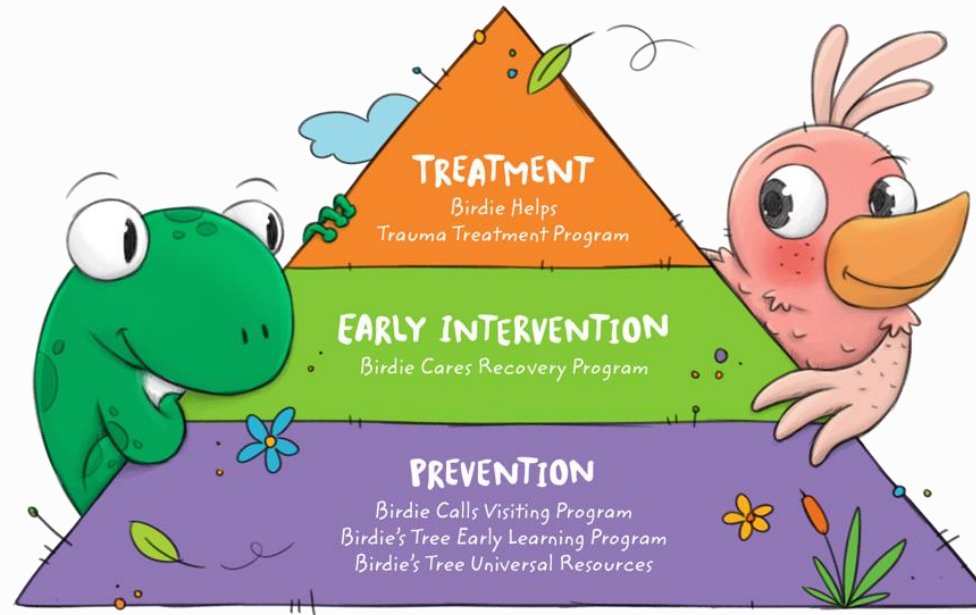 TREATMENT
Birdie Helps
Trauma Treatment Program
EARLY INTERVENTION
Birdie Cares Recovery Program
PREVENTION
Birdie Calls Visiting Program
Birdie's Tree Early Learning Program
Birdie's Tree Universal Resources